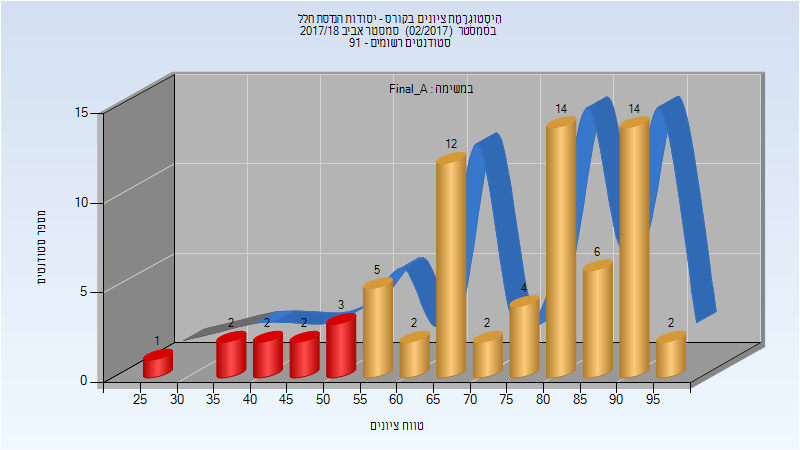 היסטוגרמת ציונים בקורס - יסודות הנדסת חלל
בסמסטר (02/2017) סמסטר אביב 2017/18
סטודנטים רשומים - 91
במשימה : Final_A
מספר סטודנטים
15
10
5
0
1
2
2
2
3
5
2
12
2
4
14
6
14
2
25 30 35 40 45 50 55 60 65 70 75 80 85 90 95
טווח ציונים